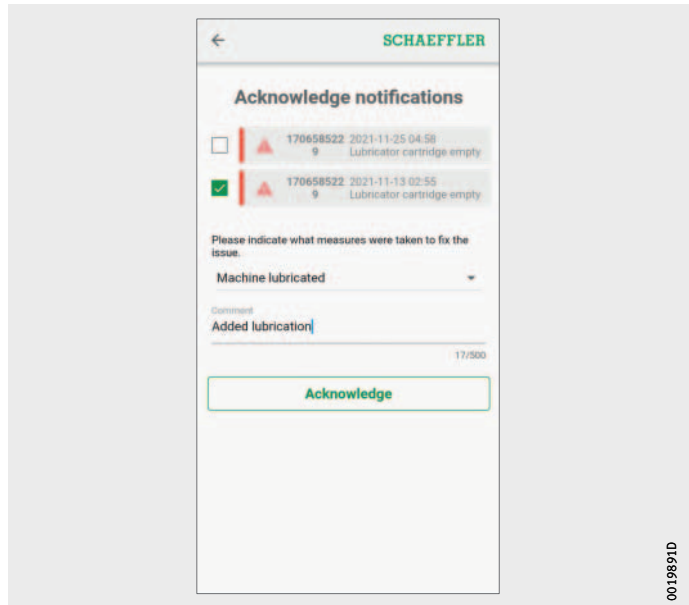 SCHAEFFLER
Acknowledge notifications
170658522 2021-11-25 04:58
9 Lubricator cartridge empty
170658522 2021-11-13 02:55
9 Lubricator cartridge empty
Please indicate what measures were taken to fix the
issue.
Machine lubricated
Comment
Added lubrication
17/500
Acknowledge
0019891D